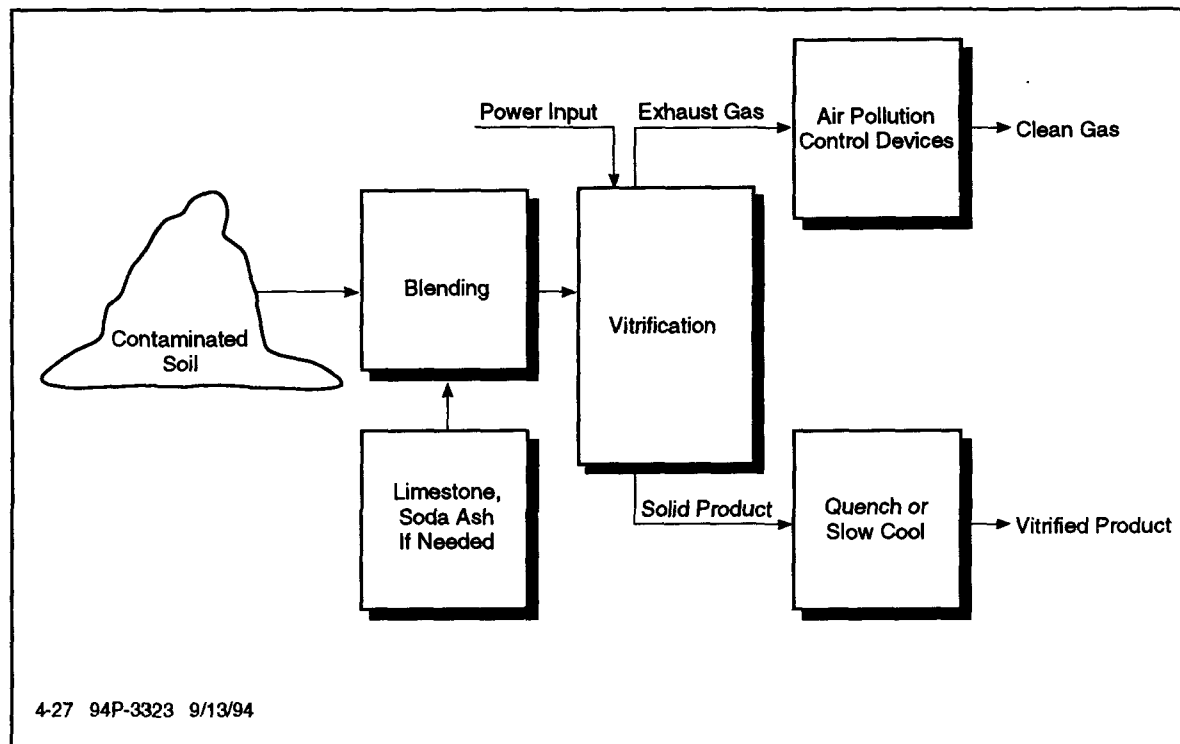 Power Input
Exhaust Gas
Air Pollution
Control Devices
Clean Gas
Contaminated
Soil
Blending
Vitrification
Limestone,
Soda Ash
If Needed
Solid Product
Quench or
Slow Cool
Vitrified Product
4-27 94P-3323 9/13/94